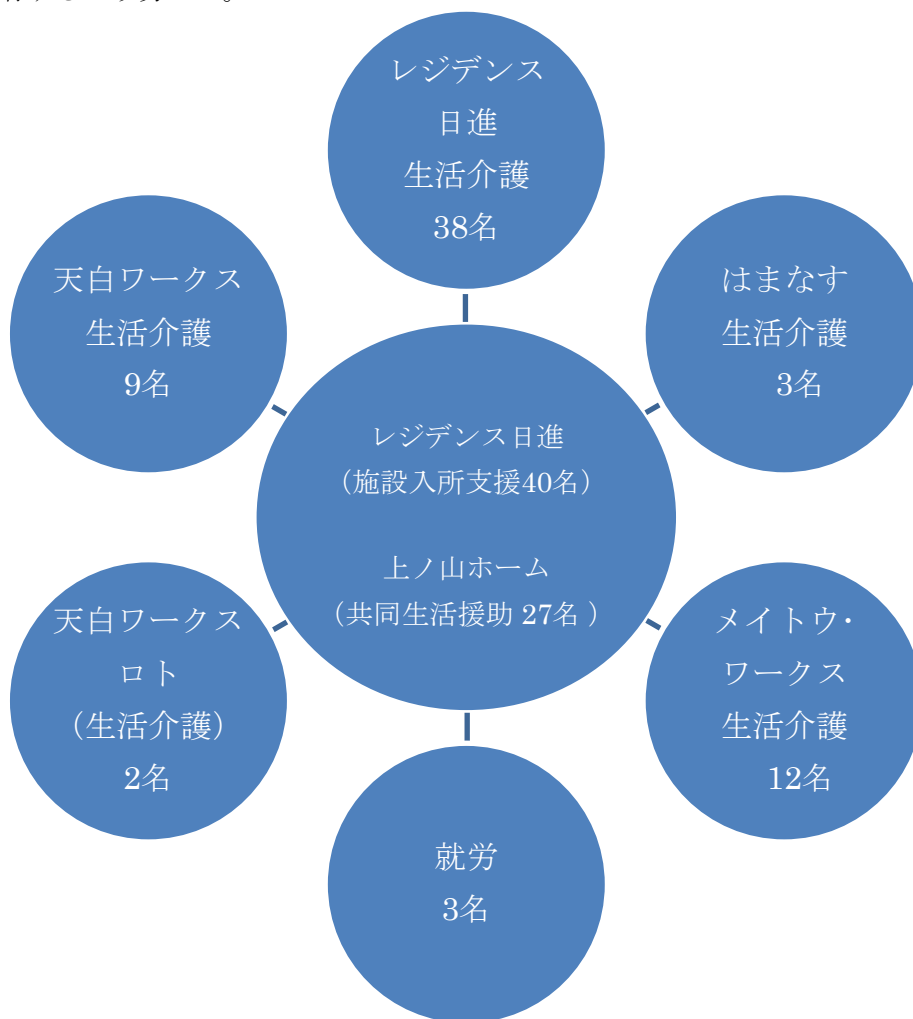 レジデンス
日進
生活介護
38名
天白ワークス
生活介護
9名
はまなす
生活介護
3名
レジデンス日進
（施設入所支援40名）
上ノ山ホーム
（共同生活援助 27名 ）
天白ワークス
ロト
（生活介護）
2名
メイトウ・
ワークス
生活介護
12名
就労
3名